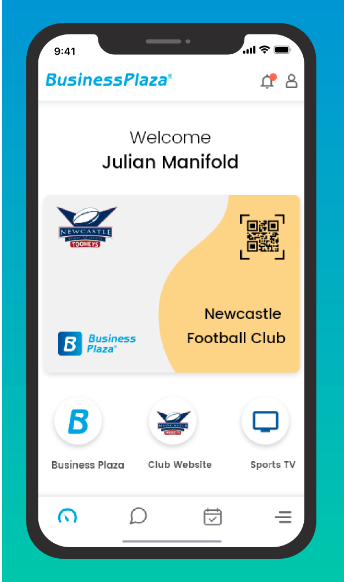 9:41
BusinessPlaza®
Welcome
Julian Manifold
NEWCASTLE
TOOHEYS
Newcastle
Football Club
B Business
Plaza®
B
Business Plaza
Club Website
Sports TV